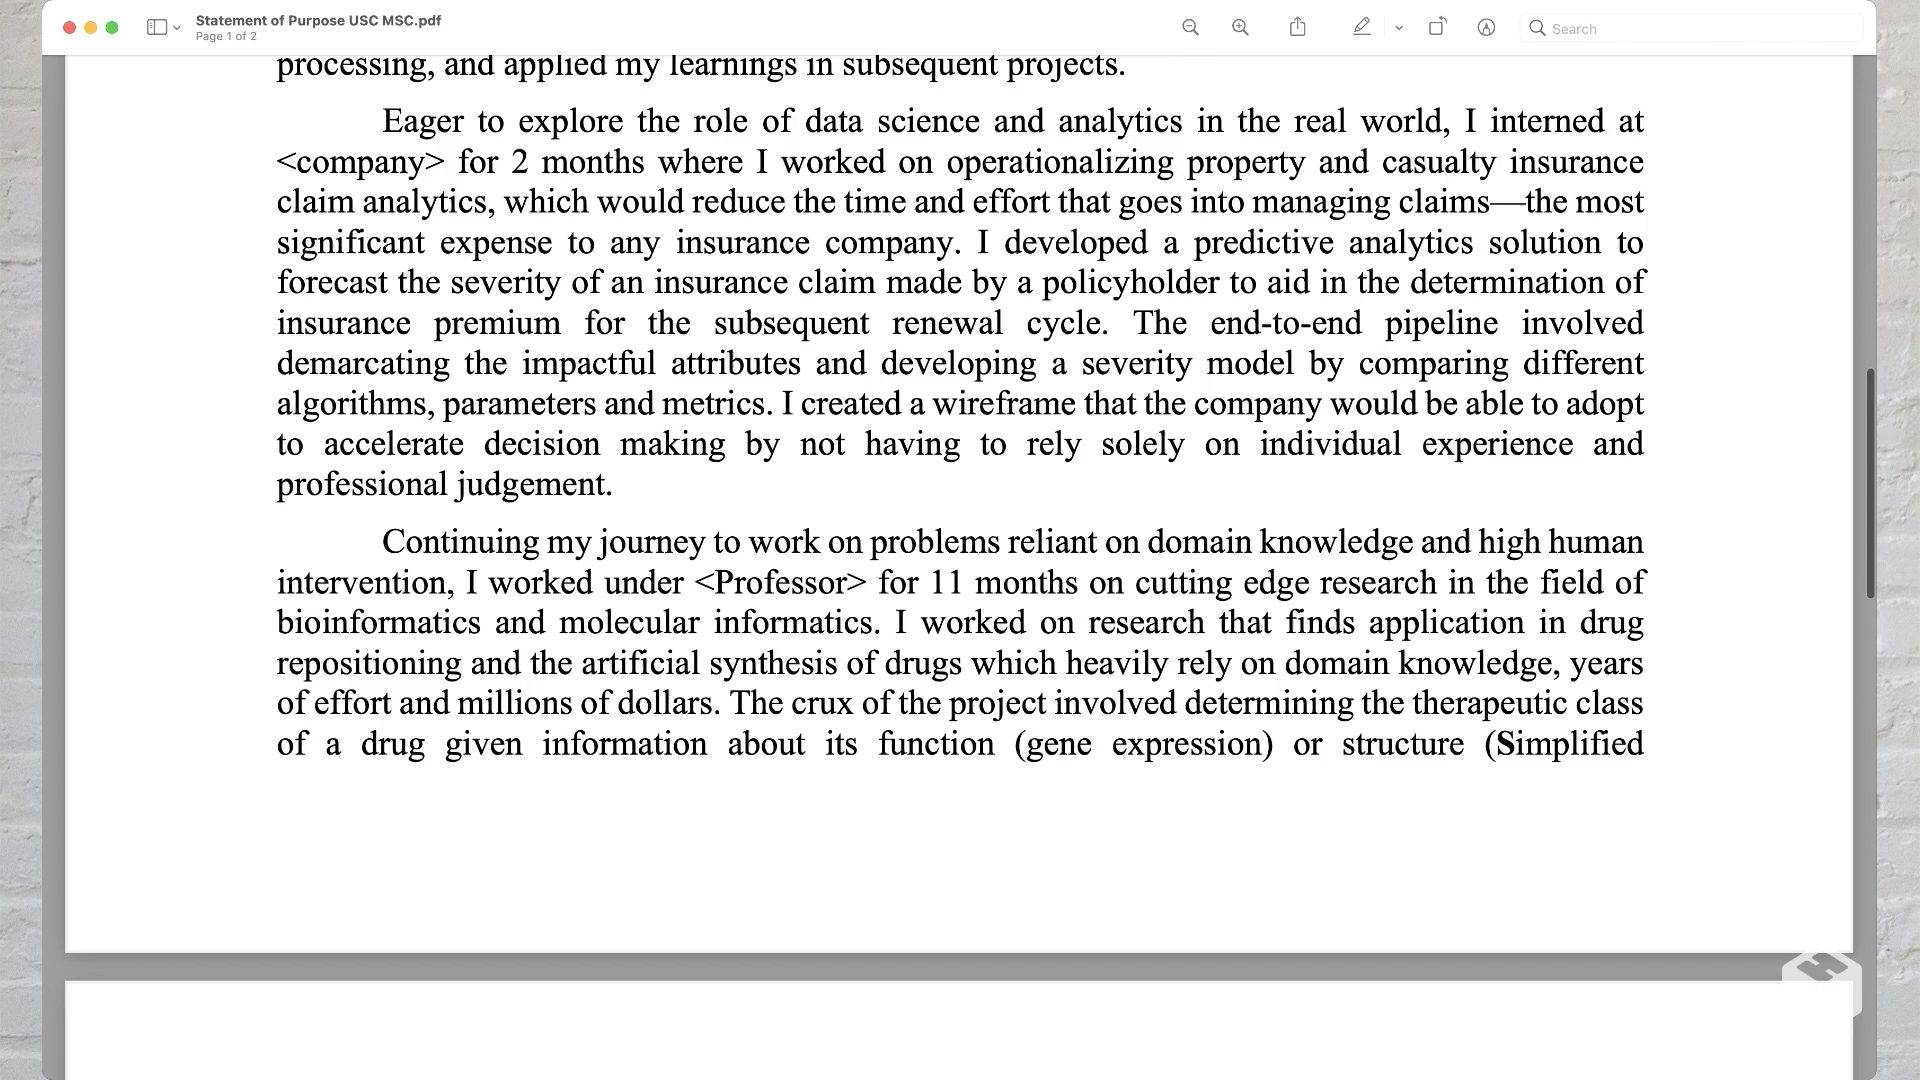 Statement of Purpose USC MSC.pdf
Page 1 of 2
Search
processing, and applied my learnings in subsequent projects.
Eager to explore the role of data science and analytics in the real world, I interned at
<company> for 2 months where I worked on operationalizing property and casualty insurance
claim analytics, which would reduce the time and effort that goes into managing claims—the most
significant expense to any insurance company. I developed a predictive analytics solution to
forecast the severity of an insurance claim made by a policyholder to aid in the determination of
insurance premium for the subsequent renewal cycle. The end-to-end pipeline involved
demarcating the impactful attributes and developing a severity model by comparing different
algorithms, parameters and metrics. I created a wireframe that the company would be able to adopt
to accelerate decision making by not having to rely solely on individual experience and
professional judgement.
Continuing my journey to work on problems reliant on domain knowledge and high human
intervention, I worked under <Professor> for 11 months on cutting edge research in the field of
bioinformatics and molecular informatics. I worked on research that finds application in drug
repositioning and the artificial synthesis of drugs which heavily rely on domain knowledge, years
of effort and millions of dollars. The crux of the project involved determining the therapeutic class
of a drug given information about its function (gene expression) or structure (Simplified